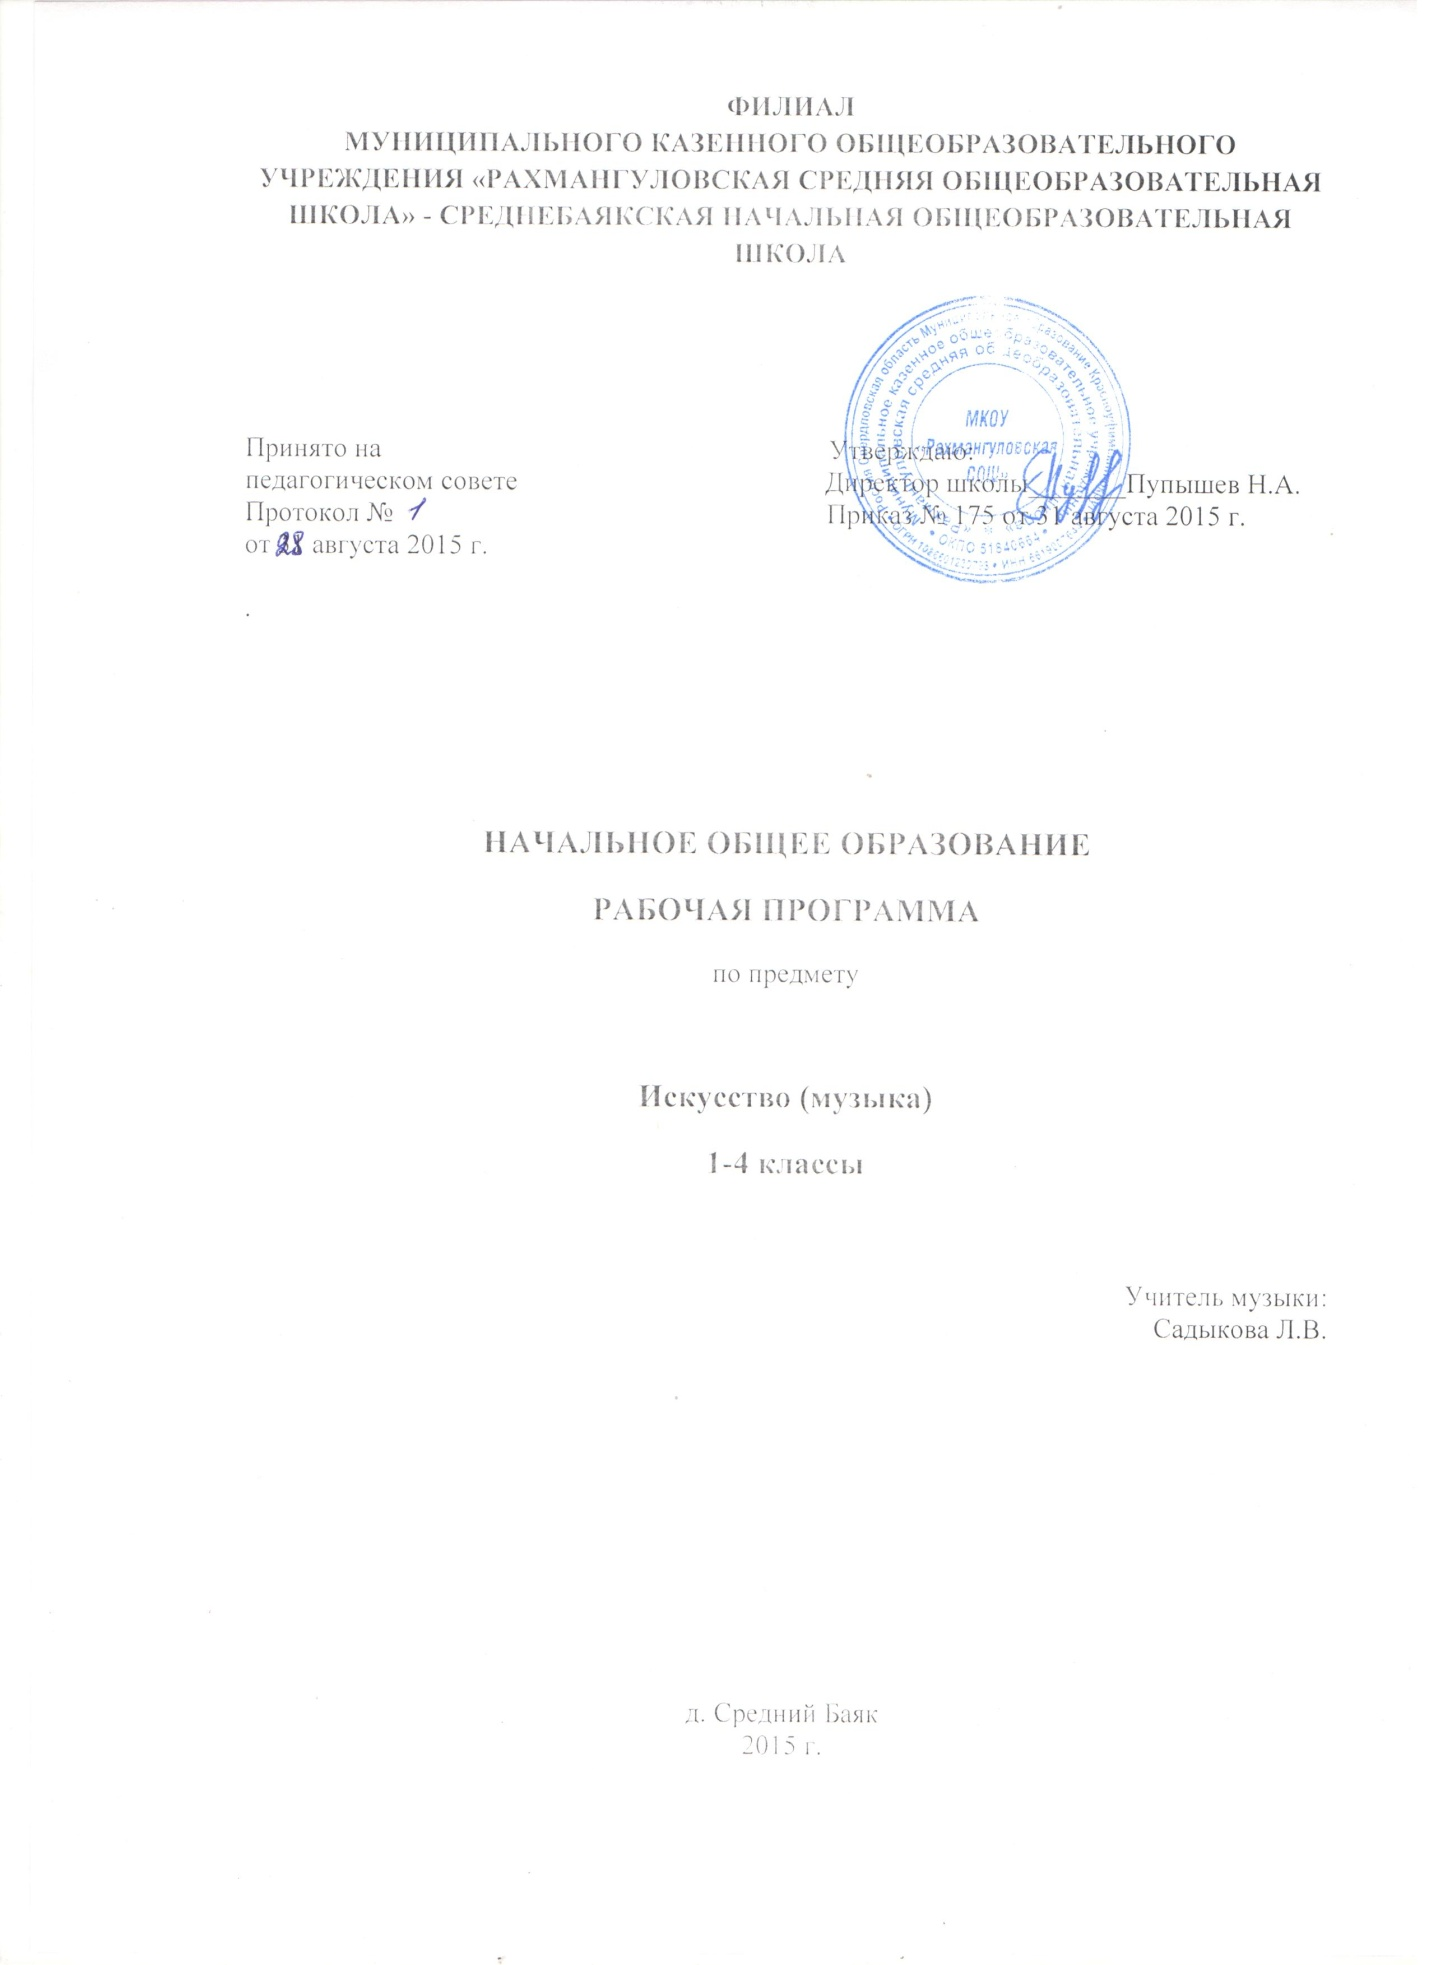 ФИЛИАЛ
МУНИЦИПАЛЬНОГО КАЗЕННОГО ОБЩЕОБРАЗОВАТЕЛЬНОГО
УЧРЕЖДЕНИЯ «РАХМАНГУЛОВСКАЯ СРЕДНЯЯ ОБЩЕОБРАЗОВАТЕЛЬНАЯ
ШКОЛА» - СРЕДНЕБАЯКСКАЯ НАЧАЛЬНАЯ ОБЩЕОБРАЗОВАТЕЛЬНАЯ
ШКОЛА
Принято на
педагогическом совете
Протокол № 1
от 28 августа 2015 г.
.
Утверждаю:
Директор школы_______Пупышев Н.А.
Приказ № 175 от 31 августа 2015 г.
МКОУ
«Рахмангуловская
СОШ»
НАЧАЛЬНОЕ ОБЩЕЕ ОБРАЗОВАНИЕ
РАБОЧАЯ ПРОГРАММА
по предмету
Искусство (музыка)
1-4 классы
Учитель музыки:
Садыкова Л.В.
д. Средний Баяк
2015 г.